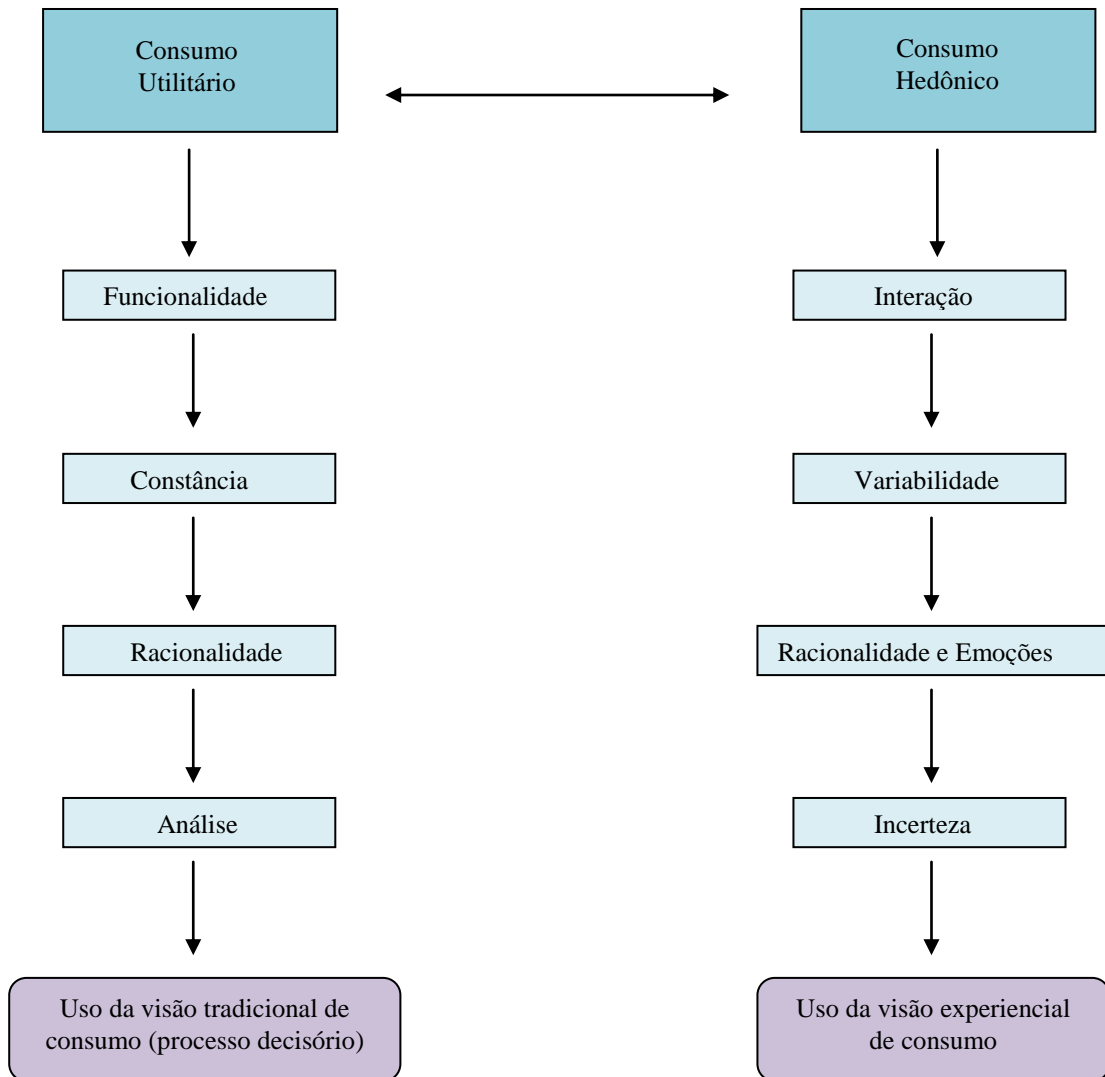 Consumo
Utilitário
Consumo
Hedônico
Funcionalidade
Interação
Constância
Variabilidade
Racionalidade
Racionalidade e Emoções
Análise
Incerteza
Uso da visão tradicional de
consumo (processo decisório)
Uso da visão experiencial
de consumo